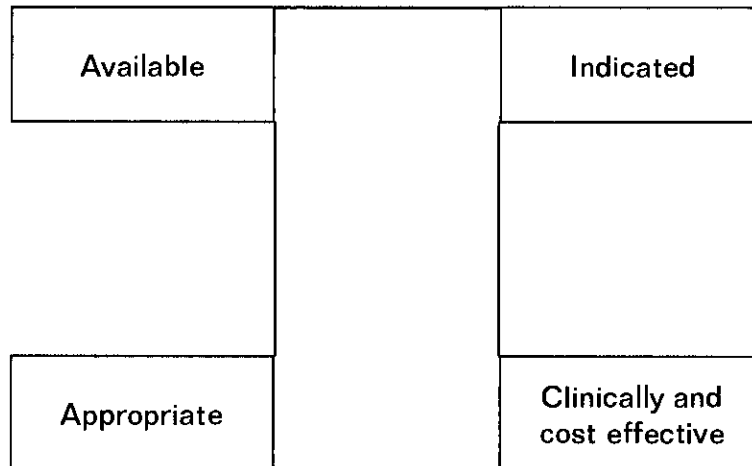 Available
Indicated
Appropriate
Clinically and
cost effective